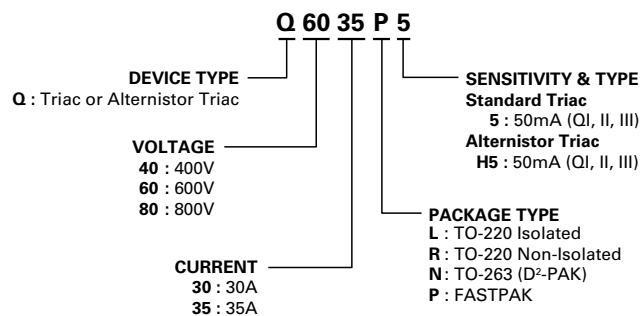 Q 60 35 P 5
DEVICE TYPE
Q : Triac or Alternistor Triac
VOLTAGE
40 : 400V
60 : 600V
80 : 800V
CURRENT
30 : 30A
35 : 35A
SENSITIVITY & TYPE
Standard Triac
5 : 50mA (QI, II, III)
Alternistor Triac
H5 : 50mA (QI, II, III)
PACKAGE TYPE
L : TO-220 Isolated
R : TO-220 Non-Isolated
N : TO-263 (D²-PAK)
P : FASTPAK